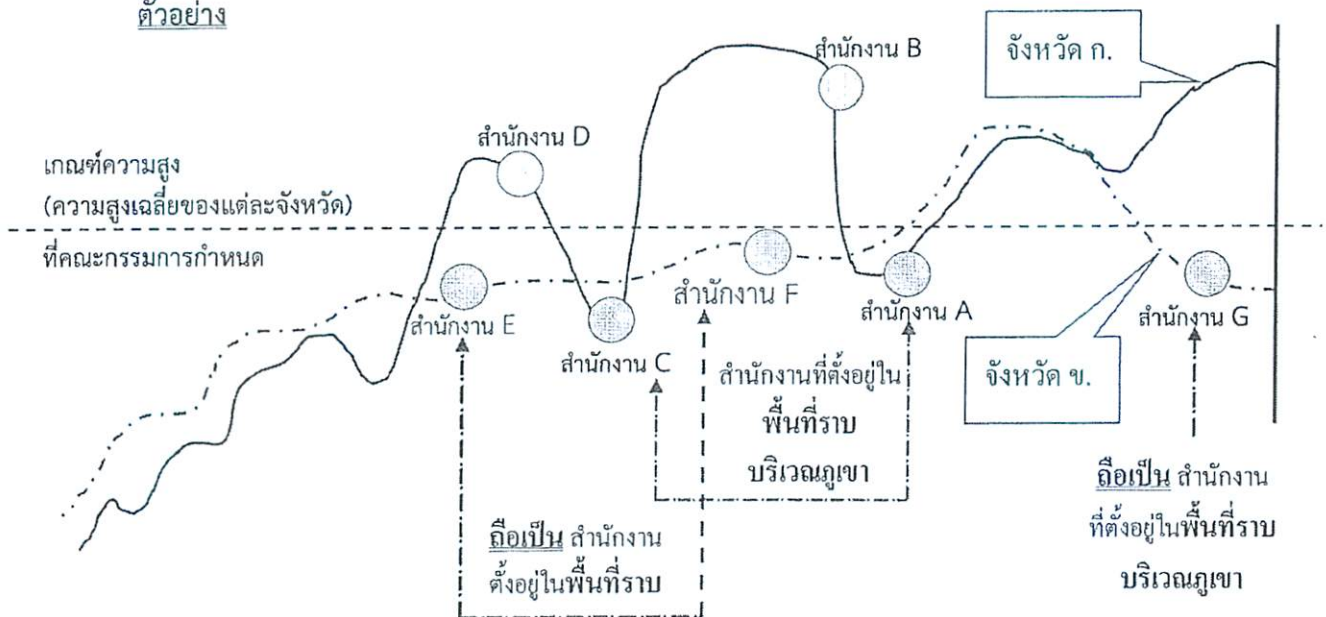 ตัวอย่าง
สำนักงาน B
จังหวัด ก.
สำนักงาน D
เกณฑ์ความสูง
(ความสูงเฉลี่ยของแต่ละจังหวัด)
ที่คณะกรรมการกำหนด
สำนักงาน E
สำนักงาน C
สำนักงาน F
สำนักงาน A
สำนักงาน G
จังหวัด ข.
สำนักงานที่ตั้งอยู่ใน
พื้นที่ราบ
บริเวณภูเขา
ถือเป็น สำนักงาน
ตั้งอยู่ในพื้นที่ราบ
ถือเป็น สำนักงาน
ที่ตั้งอยู่ในพื้นที่ราบ
บริเวณภูเขา